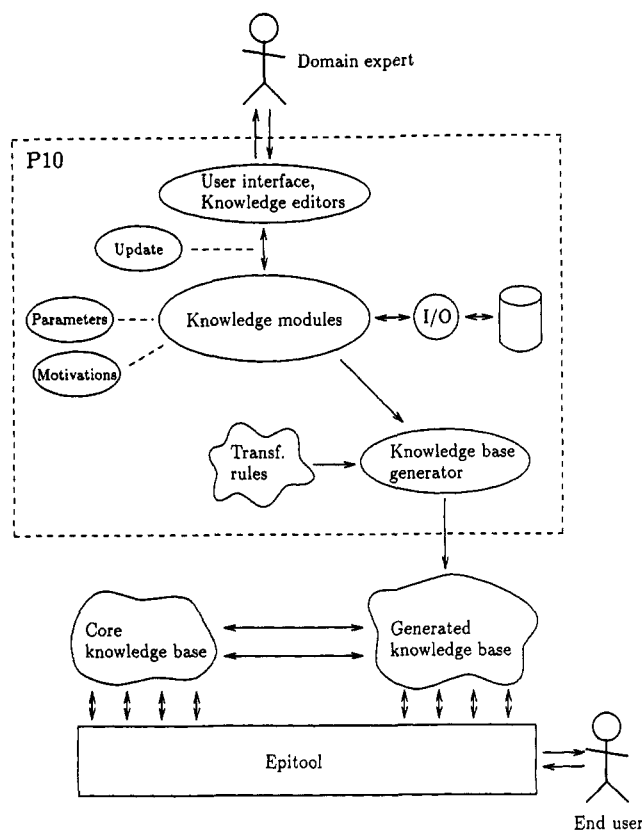 Domain expert
P10
User interface,
Knowledge editors
Update
Parameters
Knowledge modules
I/O
Motivations
Transf.
rules
Knowledge base
generator
Core
knowledge base
Generated
knowledge base
Epitool
End user